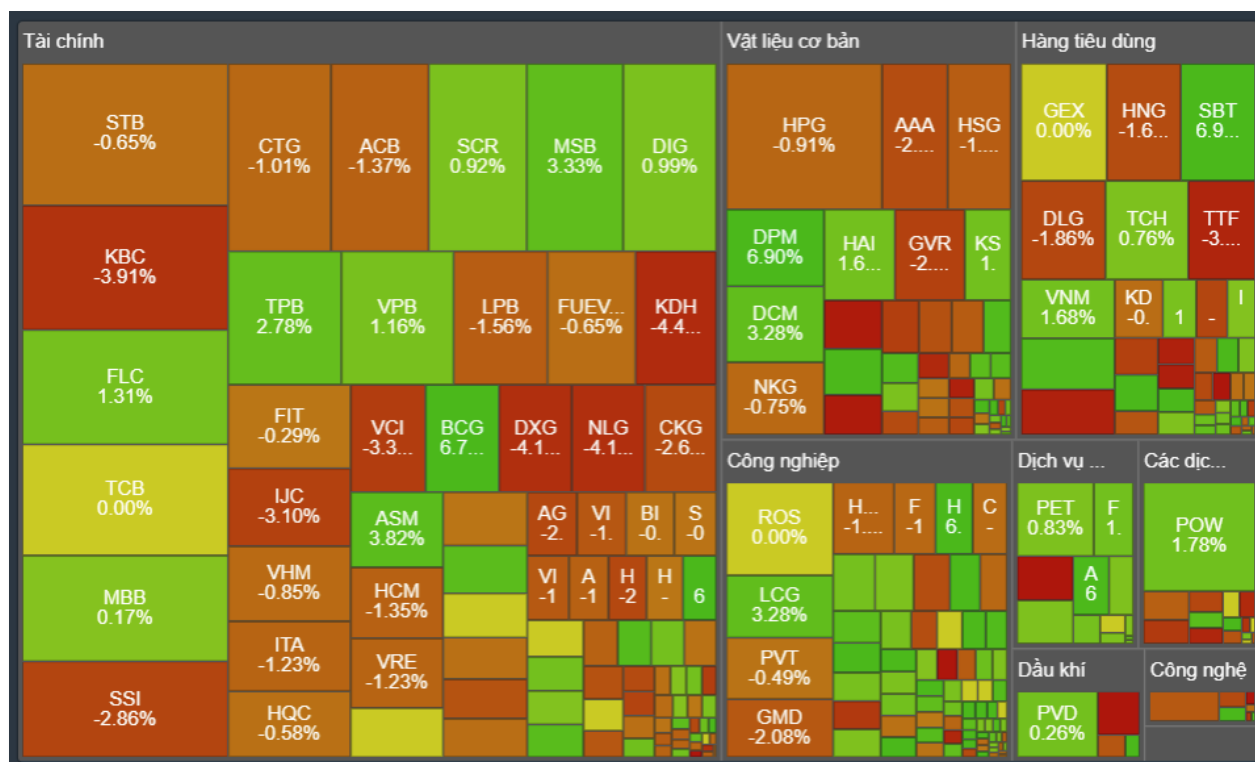 Tài chính
STB
-0.65%
KBC
-3.91%
FLC
1.31%
TCB
0.00%
MBB
0.17%
SSI
-2.86%
CTG
-1.01%
ACB
-1.37%
SCR
0.92%
MSB
3.33%
DIG
0.99%
TPB
2.78%
VPB
1.16%
LPB
-1.56%
FUEV...
-0.65%
KDH
-4.4...
FIT
-0.29%
IJC
-3.10%
VHM
-0.85%
ITA
-1.23%
HQC
-0.58%
VCI
-3.3...
BCG
6.7...
DXG
-4.1...
NLG
-4.1...
CKG
-2.6...
ASM
3.82%
HCM
-1.35%
VRE
-1.23%
AG
-2.
VI
-1.
BI
-0.
S
-0
VI
-1
A
-1
H
-2
H
-
6
Vật liệu cơ bản
HPG
-0.91%
AAA
-2....
HSG
-1....
DPM
6.90%
HAI
1.6...
GVR
-2....
KS
1.
DCM
3.28%
NKG
-0.75%
Hàng tiêu dùng
GEX
0.00%
HNG
-1.6...
SBT
6.9...
DLG
-1.86%
TCH
0.76%
TTF
-3....
VNM
1.68%
KD
-0.
1
-
I
Công nghiệp
ROS
0.00%
H...
-1....
F
-1
H
6.
C
-
LCG
3.28%
PVT
-0.49%
GMD
-2.08%
Dịch vụ ...
PET
0.83%
F
1.
A
6
Các dịc...
POW
1.78%
Dầu khí
PVD
0.26%
Công nghệ